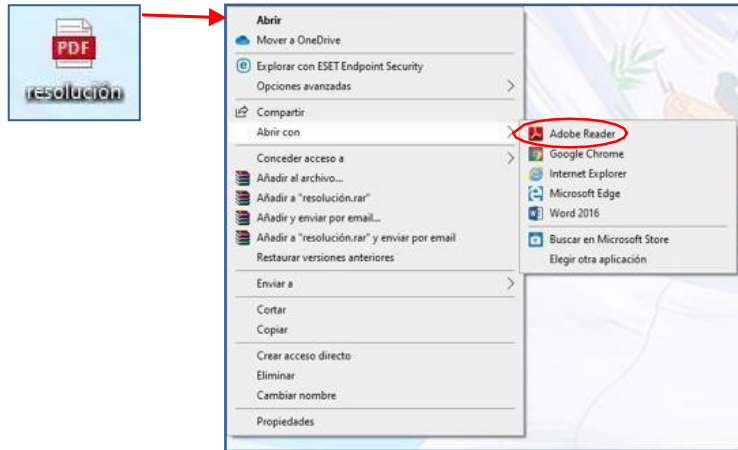 PDF
resolución
Abrir
Mover a OneDrive
Explorar con ESET Endpoint Security
Opciones avanzadas
Compartir
Abrir con
Conceder acceso a
Añadir al archivo...
Añadir a "resolución.rar"
Añadir y enviar por email...
Añadir a "resolución.rar" y enviar por email
Restaurar versiones anteriores
Enviar a
Cortar
Copiar
Crear acceso directo
Eliminar
Cambiar nombre
Propiedades
Adobe Reader
Google Chrome
Internet Explorer
Microsoft Edge
Word 2016
Buscar en Microsoft Store
Elegir otra aplicación